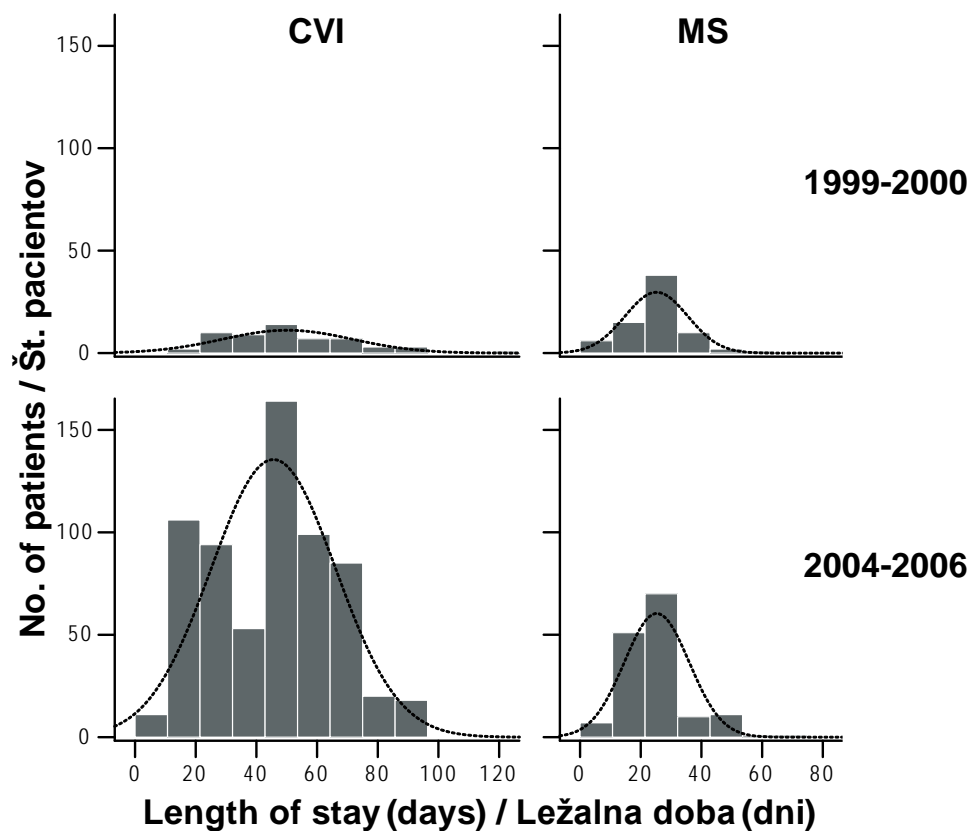 CVI
MS
150
100
50
0
1999-2000
No. of patients / Št. pacientov
150
100
50
0
2004-2006
0 20 40 60 80 100 120
0 20 40 60 80
Length of stay (days) / Ležalna doba (dni)